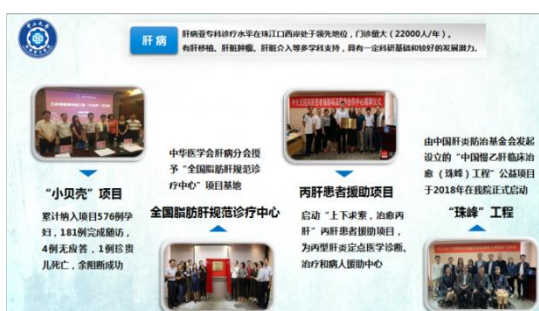 肝病
肝病亚专科诊疗水平在珠江口西岸处于领先地位，门诊量大（22000人/年）。
有肝移植、肝脏肿瘤、肝脏介入等多学科支持，具有一定科研基础和较好的发展潜力。
“小贝壳”项目
累计纳入项目576例孕
妇，181例完成随访，
4例无应答，1例珍贵
儿死亡，余阻断成功
中华医学会肝病分会授
予“全国脂肪肝规范诊
疗中心”项目基地
全国脂肪肝规范诊疗中心
丙肝患者援助项目
启动“上下求索，治愈丙
肝”丙肝患者援助项目，
为丙型肝炎定点医学诊断、
治疗和病人援助中心
由中国肝炎防治基金会发起
设立的“中国慢乙肝临床治
愈（珠峰）工程”公益项目
于2018年在我院正式启动
“珠峰”工程